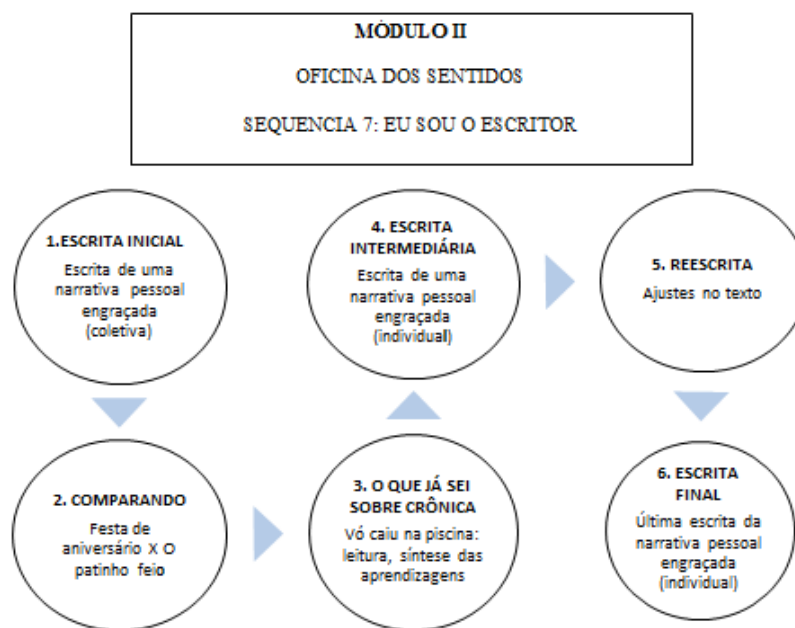 MÓDULO II
OFICINA DOS SENTIDOS
SEQUENCIA 7: EU SOU O ESCRITOR
1.ESCRITA INICIAL
Escrita de uma
narrativa pessoal
engraçada
(coletiva)
2. COMPARANDO
Festa de
aniversário X O
patinho feio
3. O QUE JÁ SEI
SOBRE CRÔNICA
Vó caiu na piscina:
leitura, síntese das
aprendizagens
4. ESCRITA
INTERMEDIÁRIA
Escrita de uma
narrativa pessoal
engraçada
(individual)
5. REESCRITA
Ajustes no texto
6. ESCRITA
FINAL
Última escrita da
narrativa pessoal
engraçada
(individual)